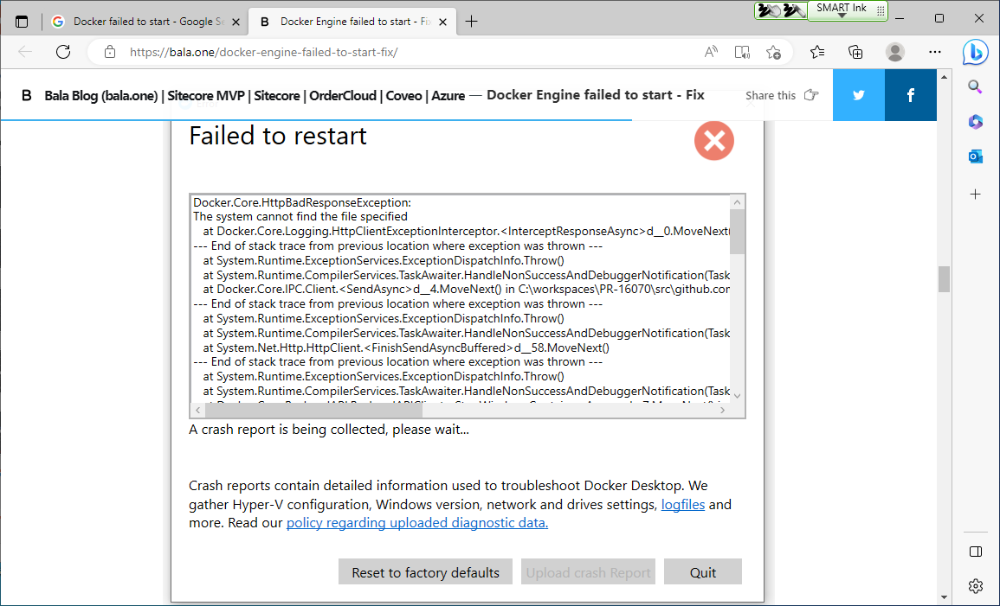 SMART Ink
Docker failed to start - Google Se
B Docker Engine failed to start - Fix
https://bala.one/docker-engine-failed-to-start-fix/
B Bala Blog (bala.one) | Sitecore MVP | Sitecore | OrderCloud | Coveo | Azure — Docker Engine failed to start - Fix Share this
Failed to restart
Docker.Core.HttpBadResponseException:
The system cannot find the file specified
at Docker.Core.Logging.HttpClientExceptionInterceptor.<InterceptResponseAsync>d__0.MoveNext(
--- End of stack trace from previous location where exception was thrown ---
at System.Runtime.ExceptionServices.ExceptionDispatchInfo.Throw()
at System.Runtime.CompilerServices.TaskAwaiter.HandleNonSuccessAndDebuggerNotification(Task
at Docker.Core.IPC.Client.<SendAsync>d__4.MoveNext() in C:\workspaces\PR-16070\src\github.com
--- End of stack trace from previous location where exception was thrown ---
at System.Runtime.ExceptionServices.ExceptionDispatchInfo.Throw()
at System.Runtime.CompilerServices.TaskAwaiter.HandleNonSuccessAndDebuggerNotification(Task
at System.Net.Http.HttpClient.<FinishSendAsyncBuffered>d__58.MoveNext()
--- End of stack trace from previous location where exception was thrown ---
at System.Runtime.ExceptionServices.ExceptionDispatchInfo.Throw()
at System.Runtime.CompilerServices.TaskAwaiter.HandleNonSuccessAndDebuggerNotification(Task
A crash report is being collected, please wait...
Crash reports contain detailed information used to troubleshoot Docker Desktop. We
gather Hyper-V configuration, Windows version, network and drives settings, logfiles and
more. Read our policy regarding uploaded diagnostic data.
Reset to factory defaults Upload crash Report Quit